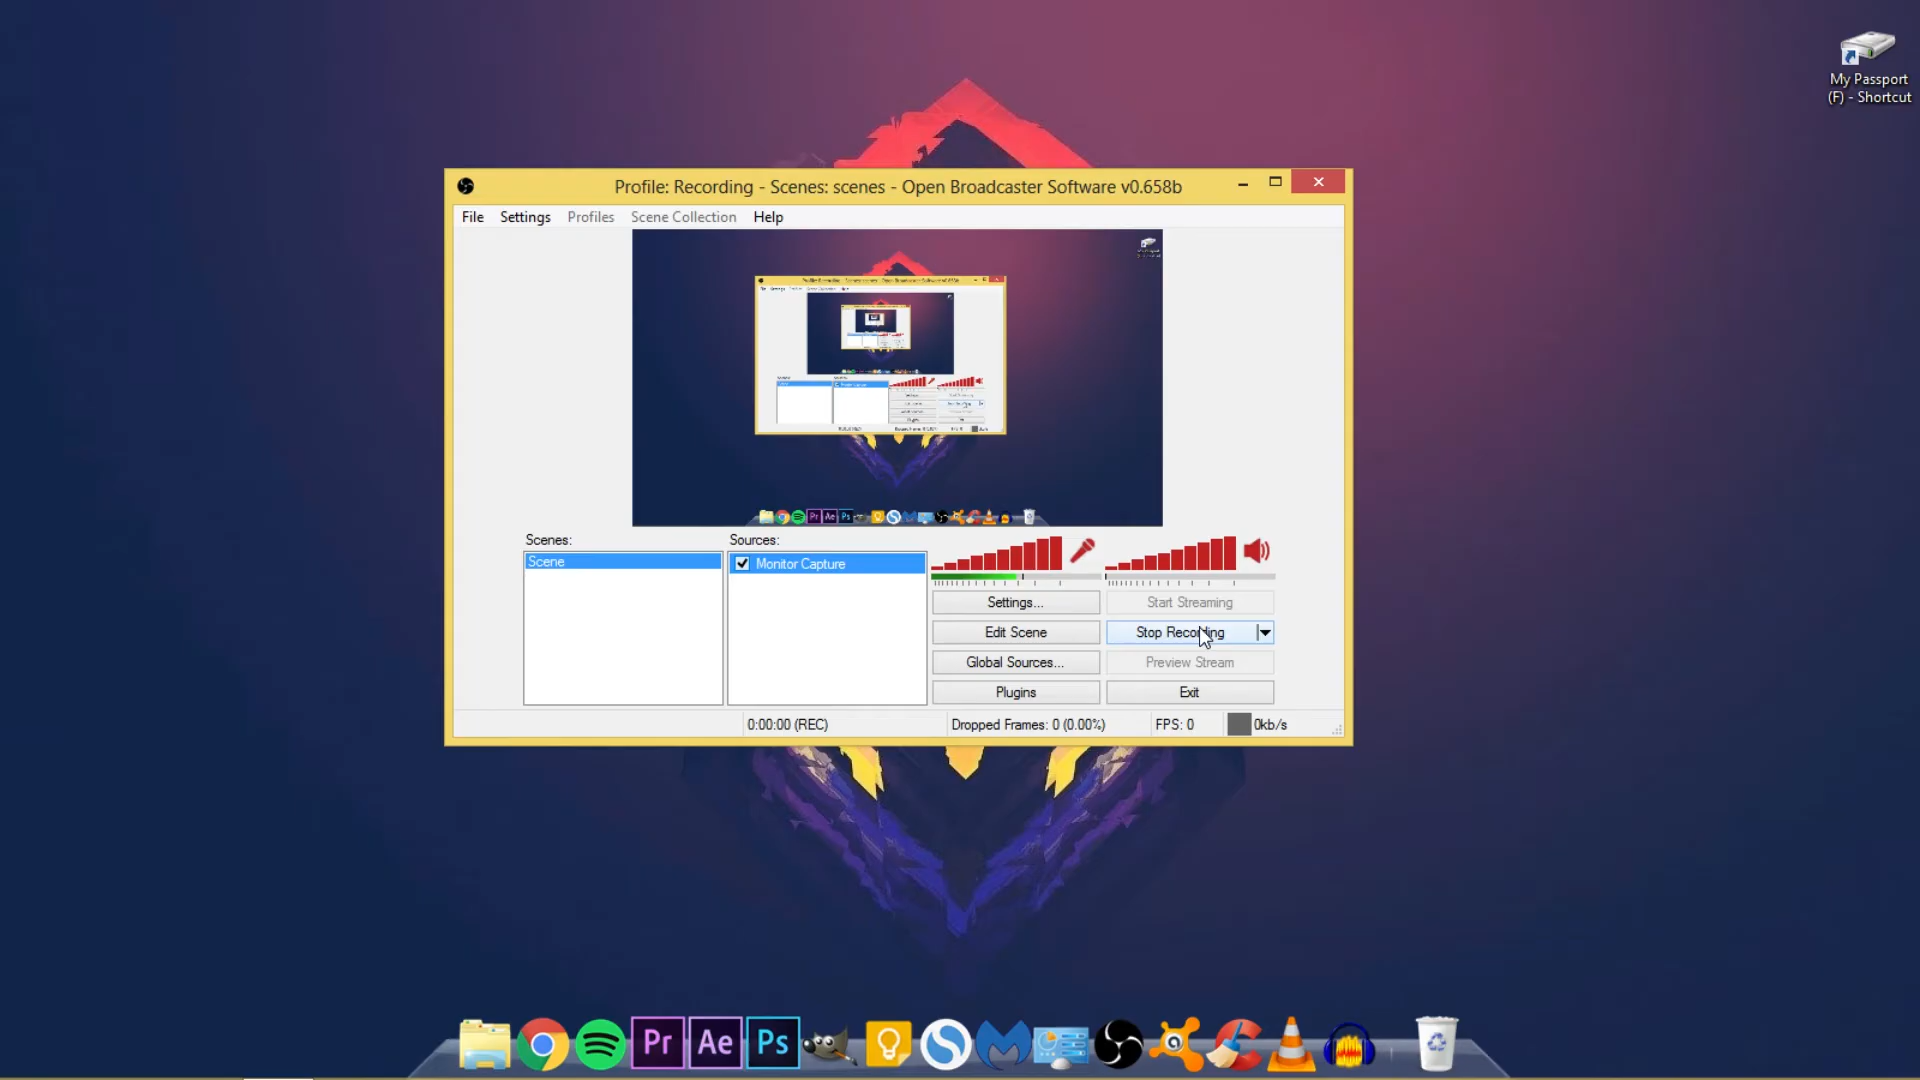 My Passport
(F) - Shortcut
Profile: Recording - Scenes: scenes - Open Broadcaster Software v0.658b
File Settings Profiles Scene Collection Help
Scenes: Sources:
Scene
Monitor Capture
Settings... Start Streaming
Edit Scene Stop Recording
Global Sources... Preview Stream
Plugins Exit
0:00:00 (REC) Dropped Frames: 0 (0.00%) FPS: 0 0kb/s
Pr Ae Ps